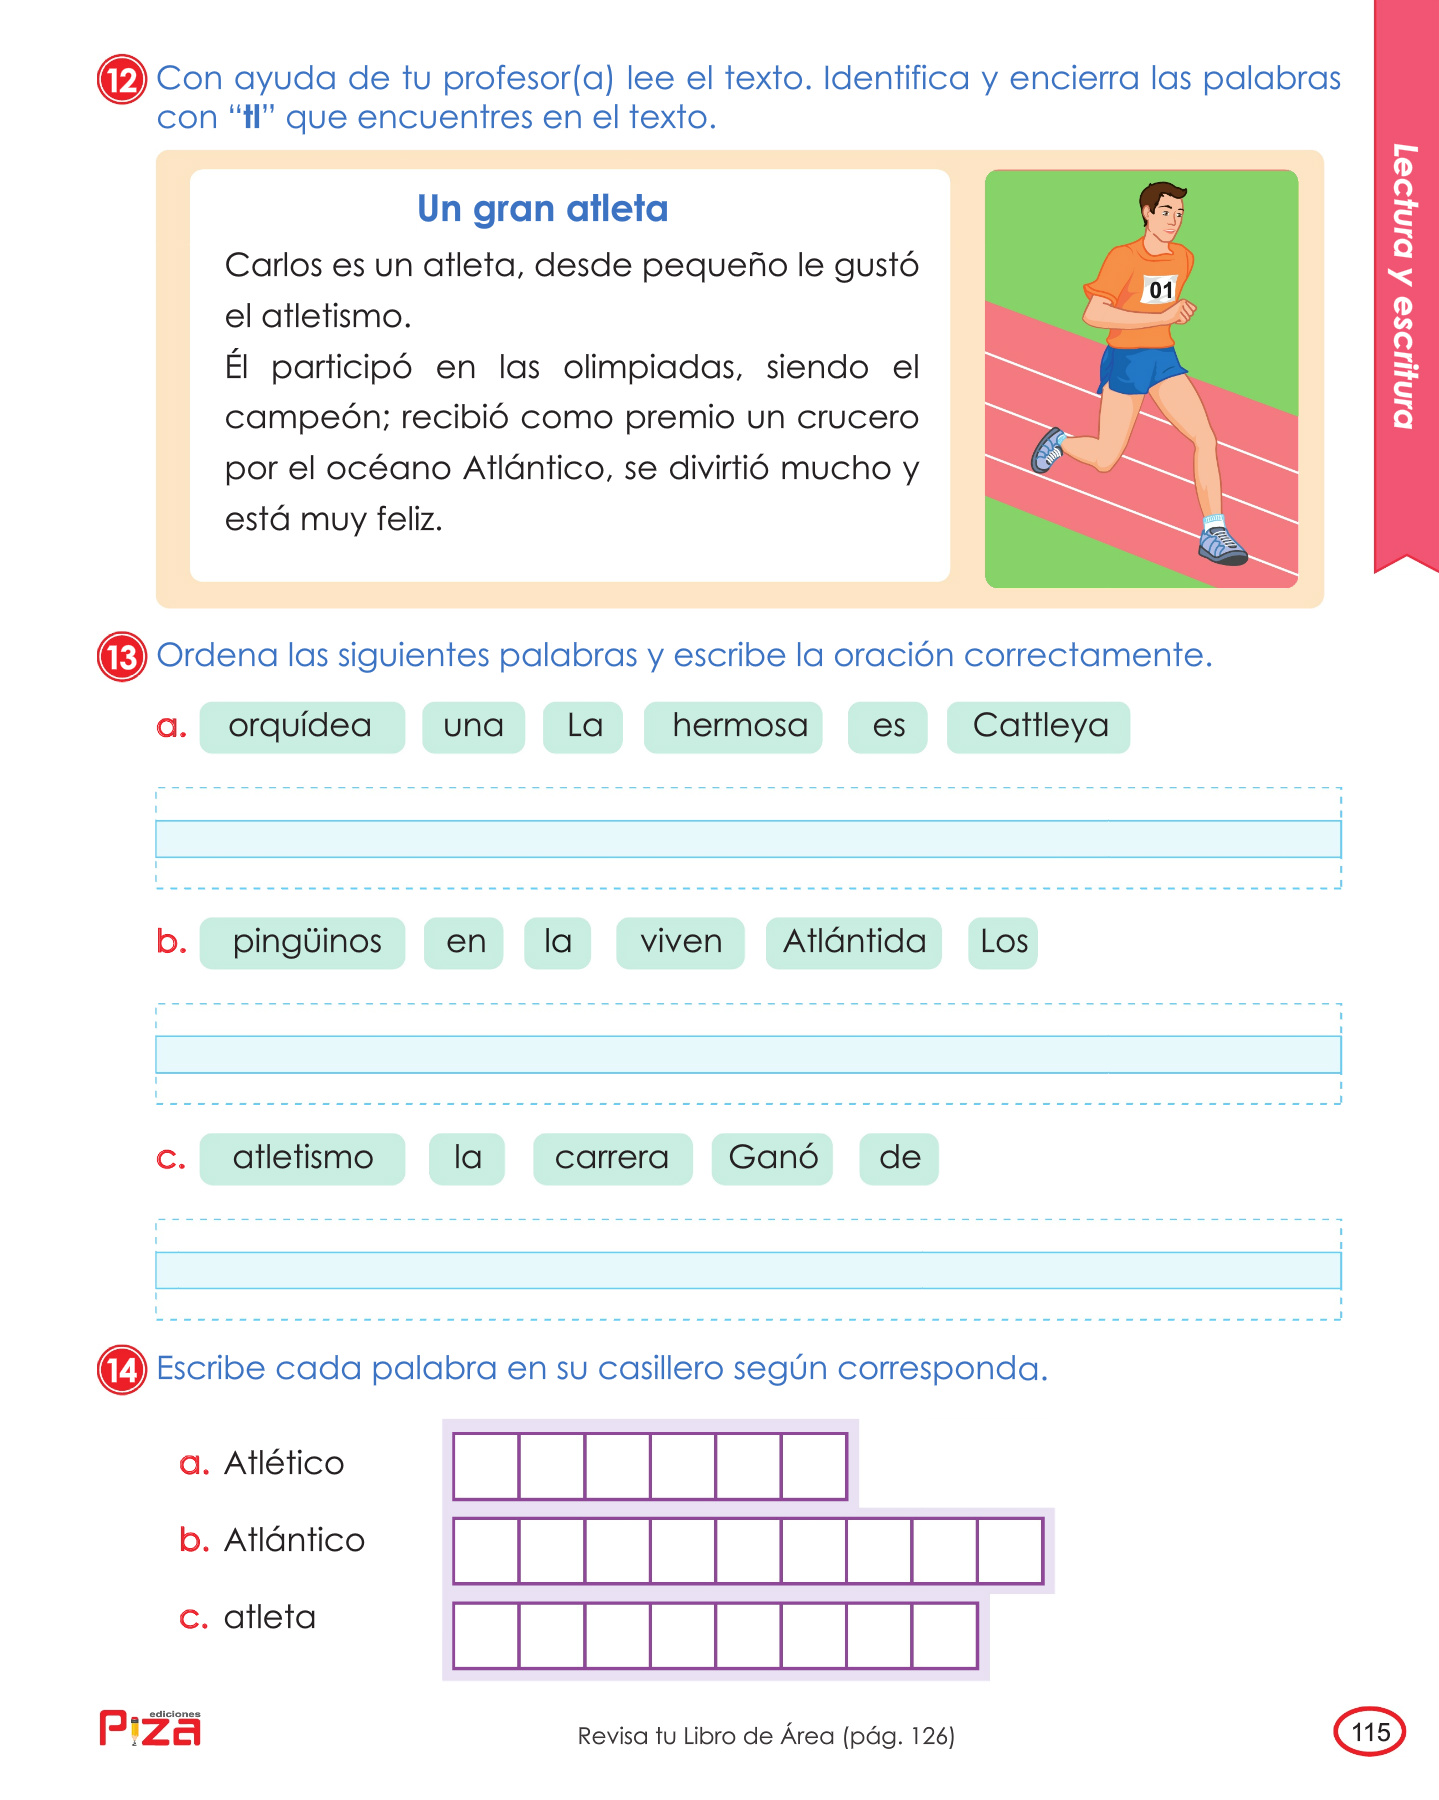 12 Con ayuda de tu profesor(a) lee el texto. Identifica y encierra las palabras
con “tl” que encuentres en el texto.
Un gran atleta
Carlos es un atleta, desde pequeño le gustó
el atletismo.
Él participó en las olimpiadas, siendo el
campeón; recibió como premio un crucero
por el océano Atlántico, se divirtió mucho y
está muy feliz.
01
Lectura y escritura
13 Ordena las siguientes palabras y escribe la oración correctamente.
a. orquídea una La hermosa es Cattleya
b. pingüinos en la viven Atlántida Los
c. atletismo la carrera Ganó de
14 Escribe cada palabra en su casillero según corresponda.
a. Atlético
b. Atlántico
c. atleta
ediciones
Piza
Revisa tu Libro de Área (pág. 126)
115